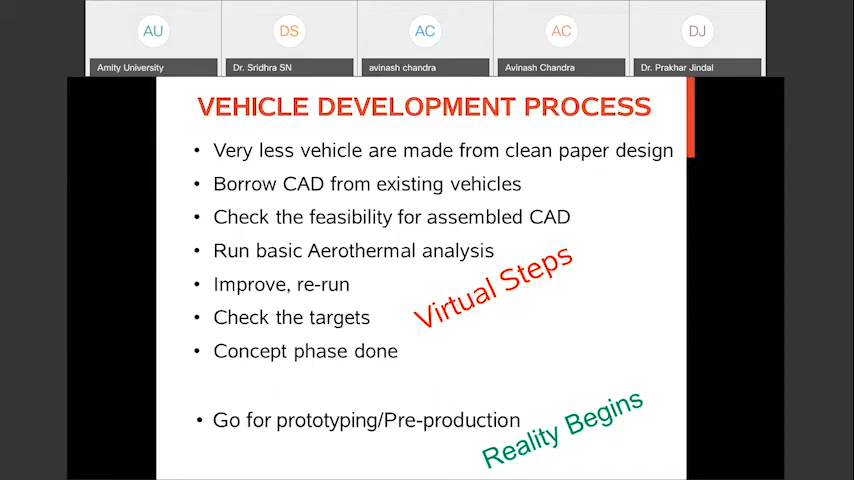 AU
DS
AC
AC
DJ
Amity University
Dr. Sridhra SN
avinash chandra
Avinash Chandra
Dr. Prakhar Jindal
VEHICLE DEVELOPMENT PROCESS
• Very less vehicle are made from clean paper design
• Borrow CAD from existing vehicles
• Check the feasibility for assembled CAD
• Run basic Aerothermal analysis
• Improve, re-run
• Check the targets
• Concept phase done
Virtual Steps
• Go for prototyping/Pre-production
Reality Begins